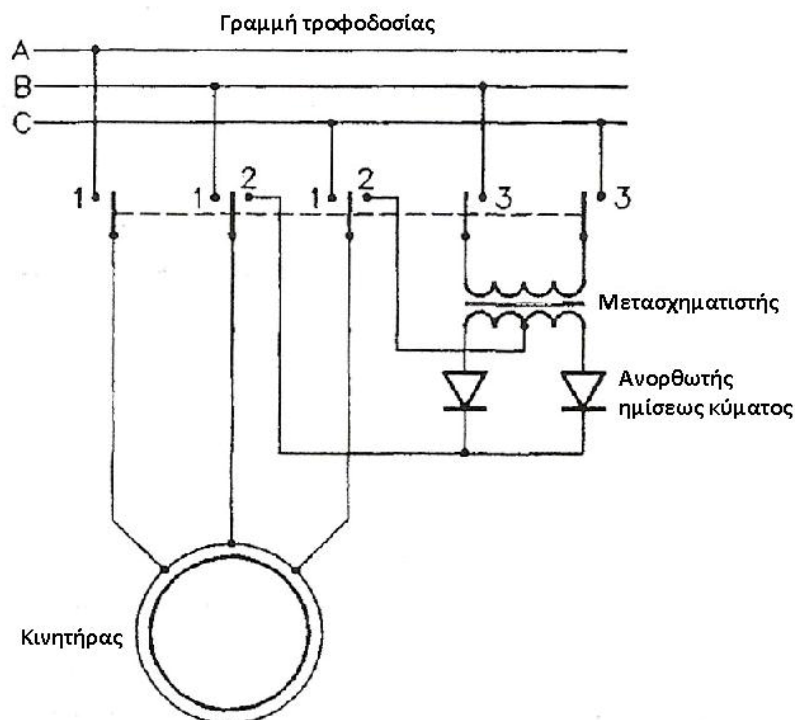 Γραμμή τροφοδοσίας
A
B
C
1 1 2 1 2 3 3
Μετασχηματιστής
Ανορθωτής
ημίσεως κύματος
Κινητήρας